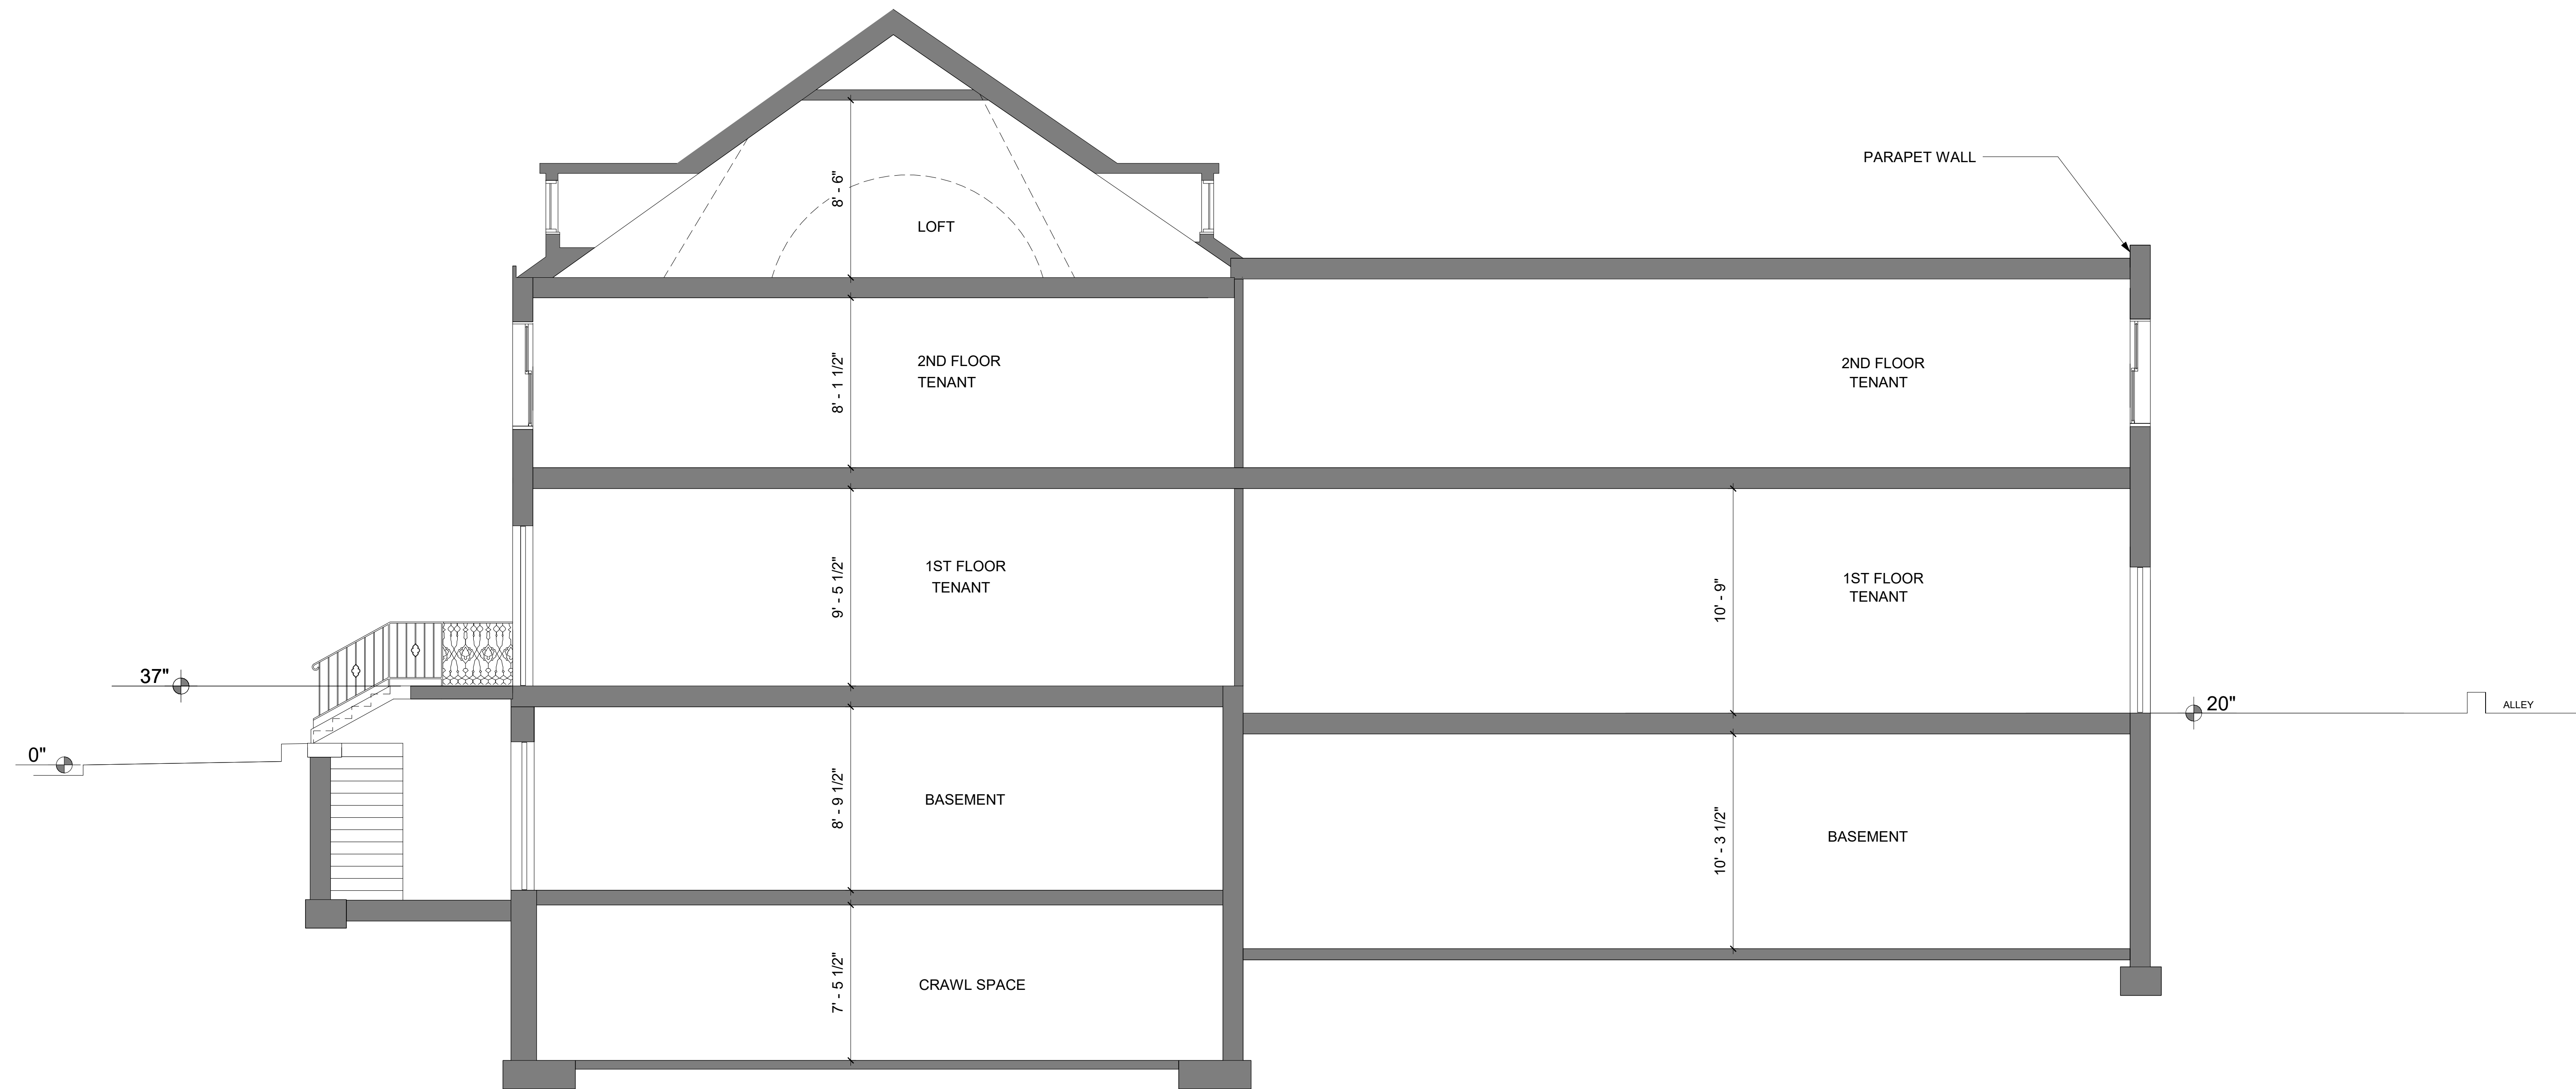 PARAPET WALL
8' - 6"
LOFT
8' - 1 1/2"
2ND FLOOR
TENANT
2ND FLOOR
TENANT
9' - 5 1/2"
1ST FLOOR
TENANT
10' - 9"
1ST FLOOR
TENANT
37"
20"
ALLEY
0"
8' - 9 1/2"
BASEMENT
10' - 3 1/2"
BASEMENT
7' - 5 1/2"
CRAWL SPACE